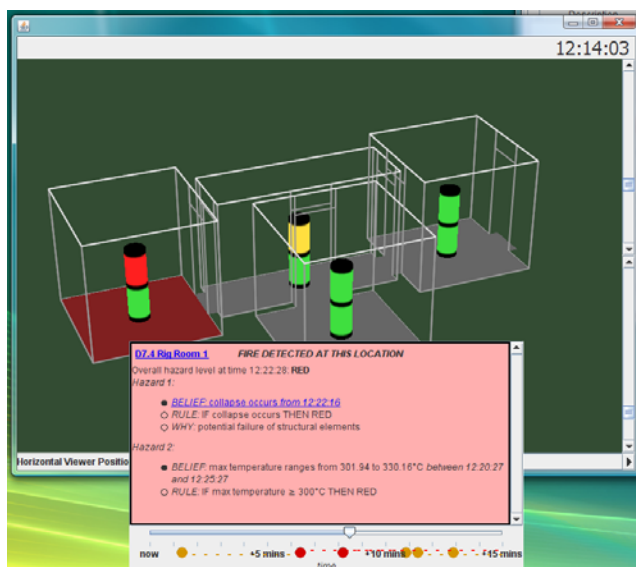 Description
12:14:03
D7.4 Rig Room 1 FIRE DETECTED AT THIS LOCATION
Overall hazard level at time 12:22:28: RED
Hazard 1:
BELIEF: collapse occurs from 12:22:16
RULE: IF collapse occurs THEN RED
WHY: potential failure of structural elements
Hazard 2:
BELIEF: max temperature ranges from 301.94 to 330.16°C between 12:20:27
and 12:25:27
RULE: IF max temperature ≥ 300°C THEN RED
Horizontal Viewer Positio
now +5 mins +10 mins +15 mins
time